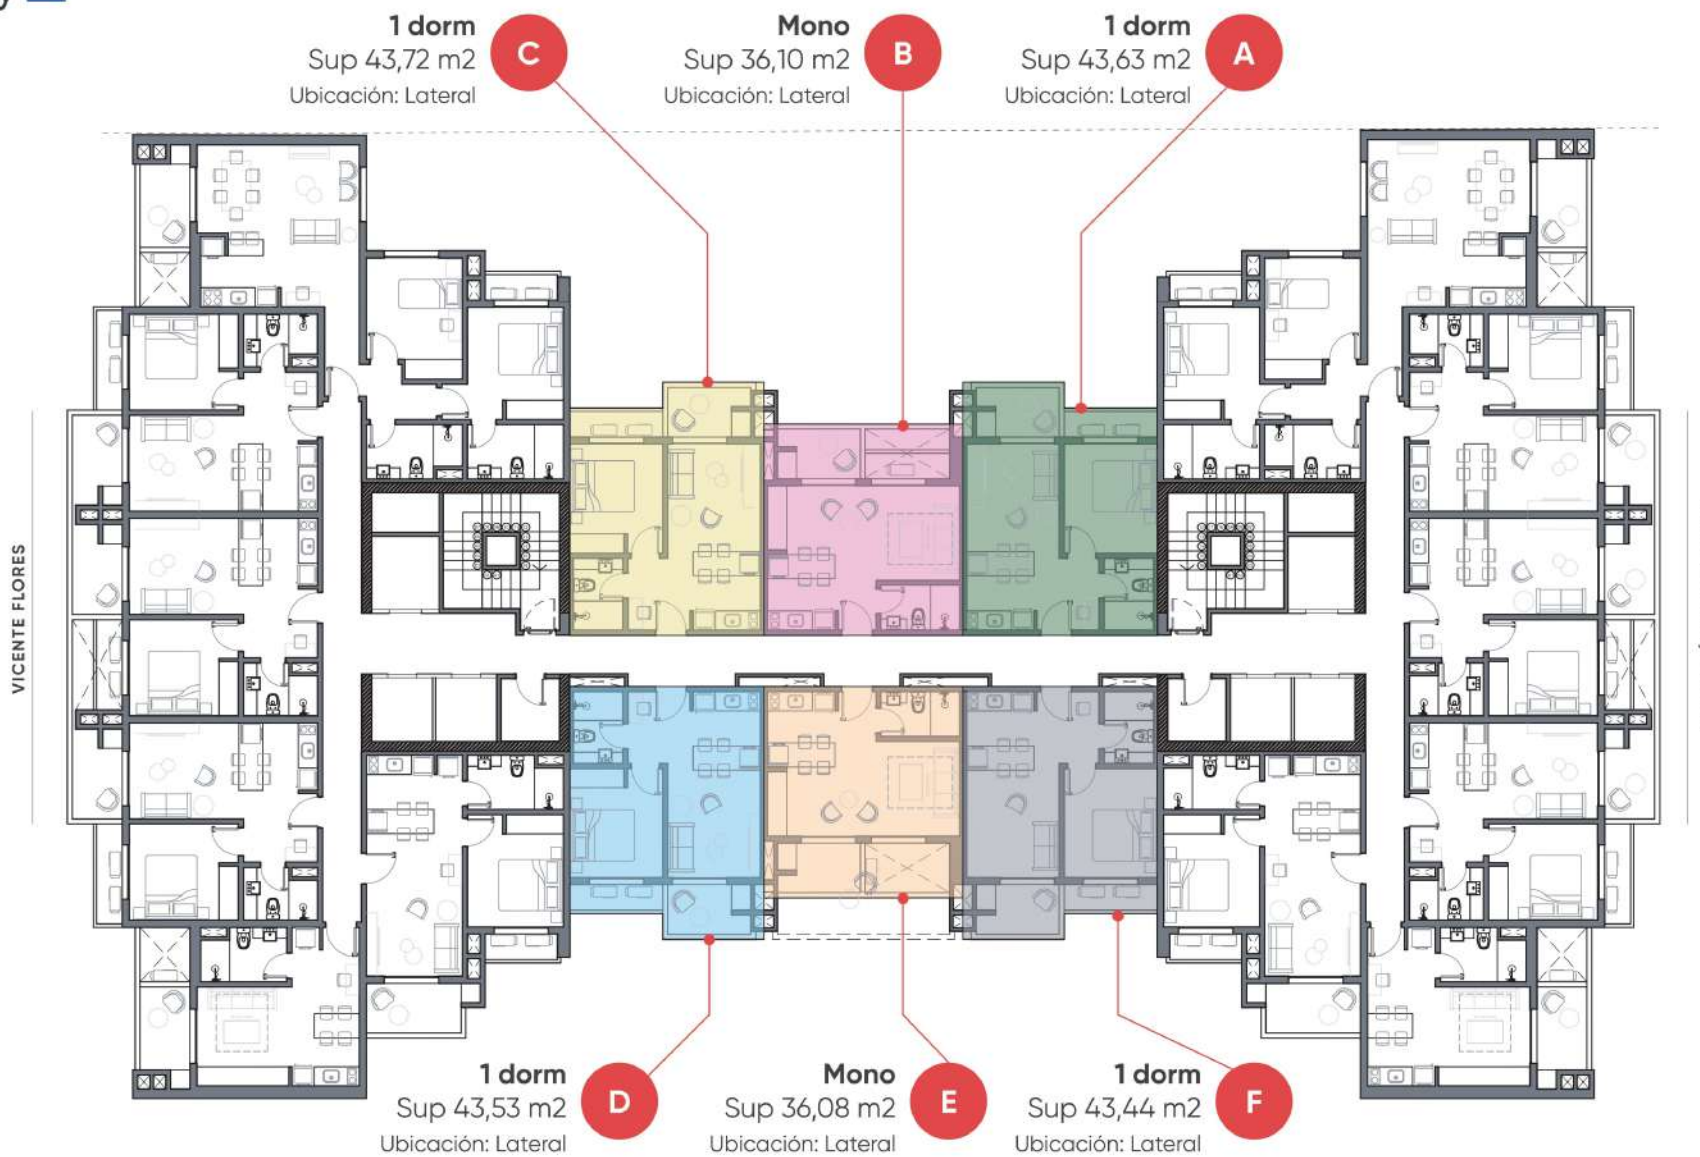 1 dorm
Sup 43,72 m2
Ubicación: Lateral
C
Mono
Sup 36,10 m2
Ubicación: Lateral
B
1 dorm
Sup 43,63 m2
Ubicación: Lateral
A
VICENTE FLORES
1 dorm
Sup 43,53 m2
Ubicación: Lateral
D
Mono
Sup 36,08 m2
Ubicación: Lateral
E
1 dorm
Sup 43,44 m2
Ubicación: Lateral
F